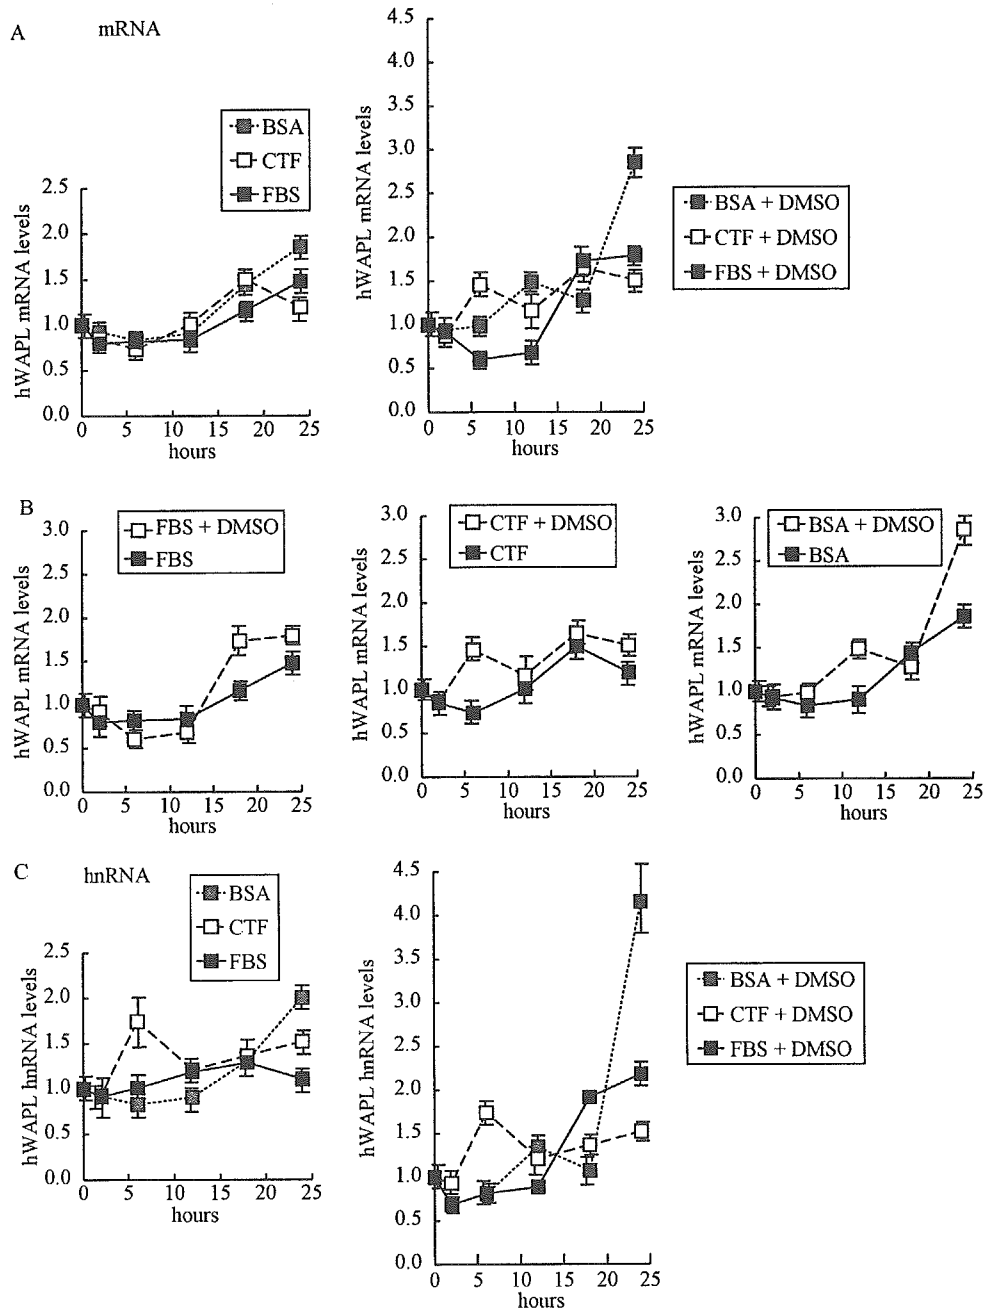 A
mRNA
BSA
CTF
FBS
2.5
2.0
1.5
1.0
0.5
0.0
hWAPL mRNA levels
0 5 10 15 20 25
hours
4.5
4.0
3.5
3.0
2.5
2.0
1.5
1.0
0.5
0.0
hWAPL mRNA levels
0 5 10 15 20 25
hours
BSA + DMSO
CTF + DMSO
FBS + DMSO
B
FBS + DMSO
FBS
3.0
2.5
2.0
1.5
1.0
0.5
0.0
hWAPL mRNA levels
0 5 10 15 20 25
hours
CTF + DMSO
CTF
3.0
2.5
2.0
1.5
1.0
0.5
0.0
hWAPL mRNA levels
0 5 10 15 20 25
hours
BSA + DMSO
BSA
3.0
2.5
2.0
1.5
1.0
0.5
0.0
hWAPL mRNA levels
0 5 10 15 20 25
hours
C
hnRNA
BSA
CTF
FBS
2.5
2.0
1.5
1.0
0.5
0.0
hWAPL hnRNA levels
0 5 10 15 20 25
hours
4.5
4.0
3.5
3.0
2.5
2.0
1.5
1.0
0.5
0.0
hWAPL hnRNA levels
0 5 10 15 20 25
hours
BSA + DMSO
CTF + DMSO
FBS + DMSO